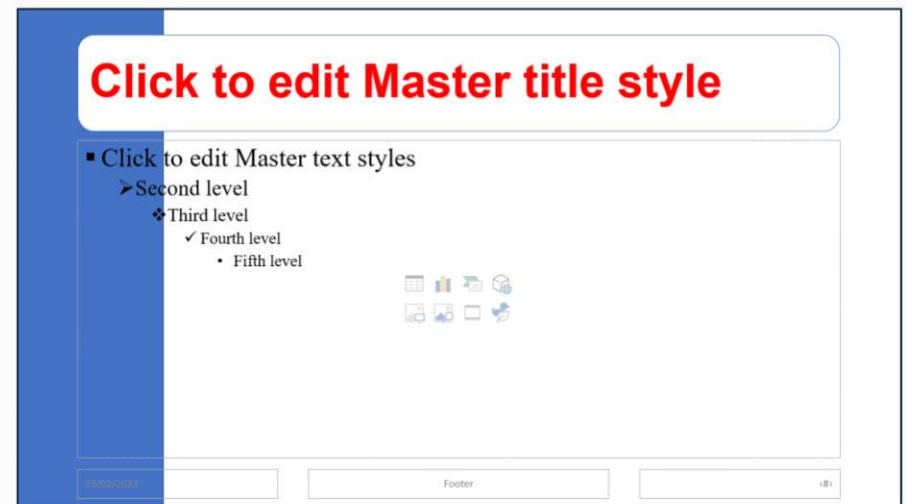 Click to edit Master title style
▪ Click to edit Master text styles
➢Second level
❖Third level
✓ Fourth level
• Fifth level
23/02/2023 Footer ‹#›